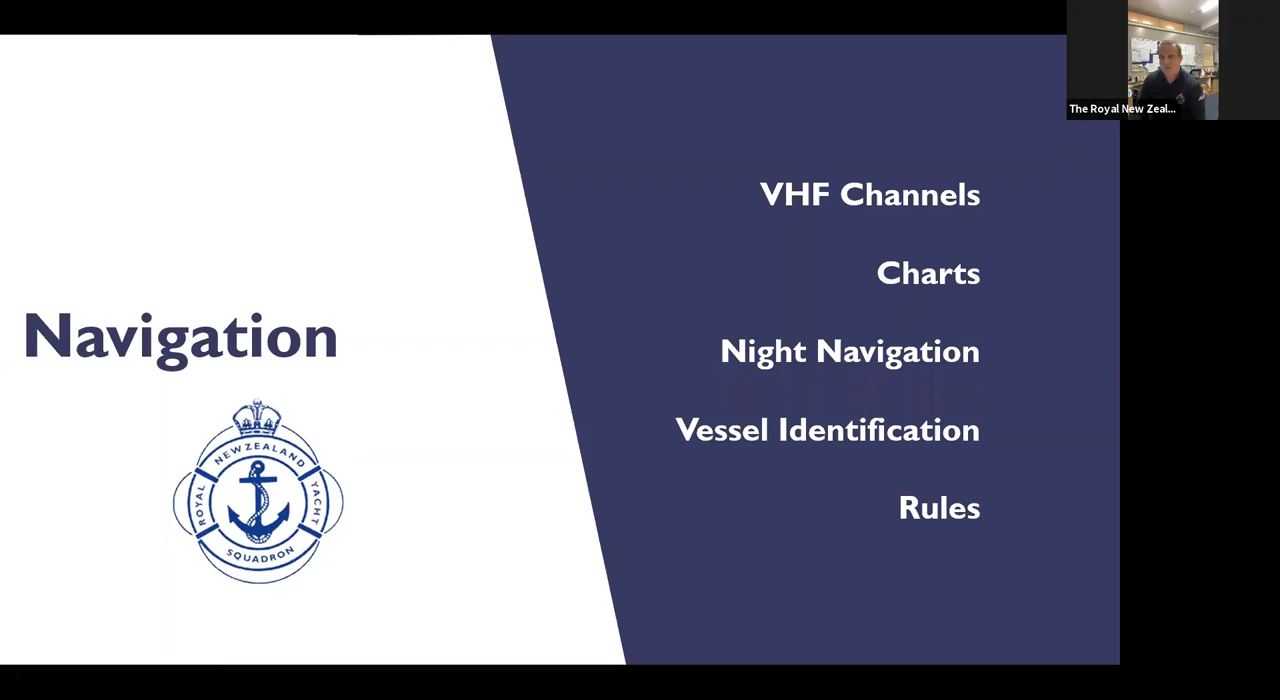 The Royal New Zeal...
VHF Channels
Charts
Navigation
Night Navigation
Vessel Identification
Rules
NEW ZEALAND
ROYAL
YACHT
SQUADRON